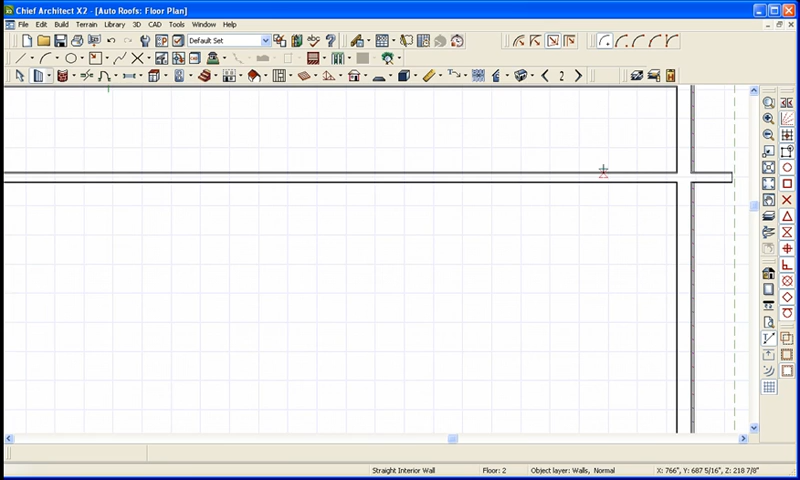 Chief Architect X2 - [Auto Roofs: Floor Plan]
File Edit Build Terrain Library 3D CAD Tools Window Help
Default Set
2
Straight Interior Wall Floor: 2 Object layer: Walls, Normal X: 766", Y: 687 5/16", Z: 218 7/8"